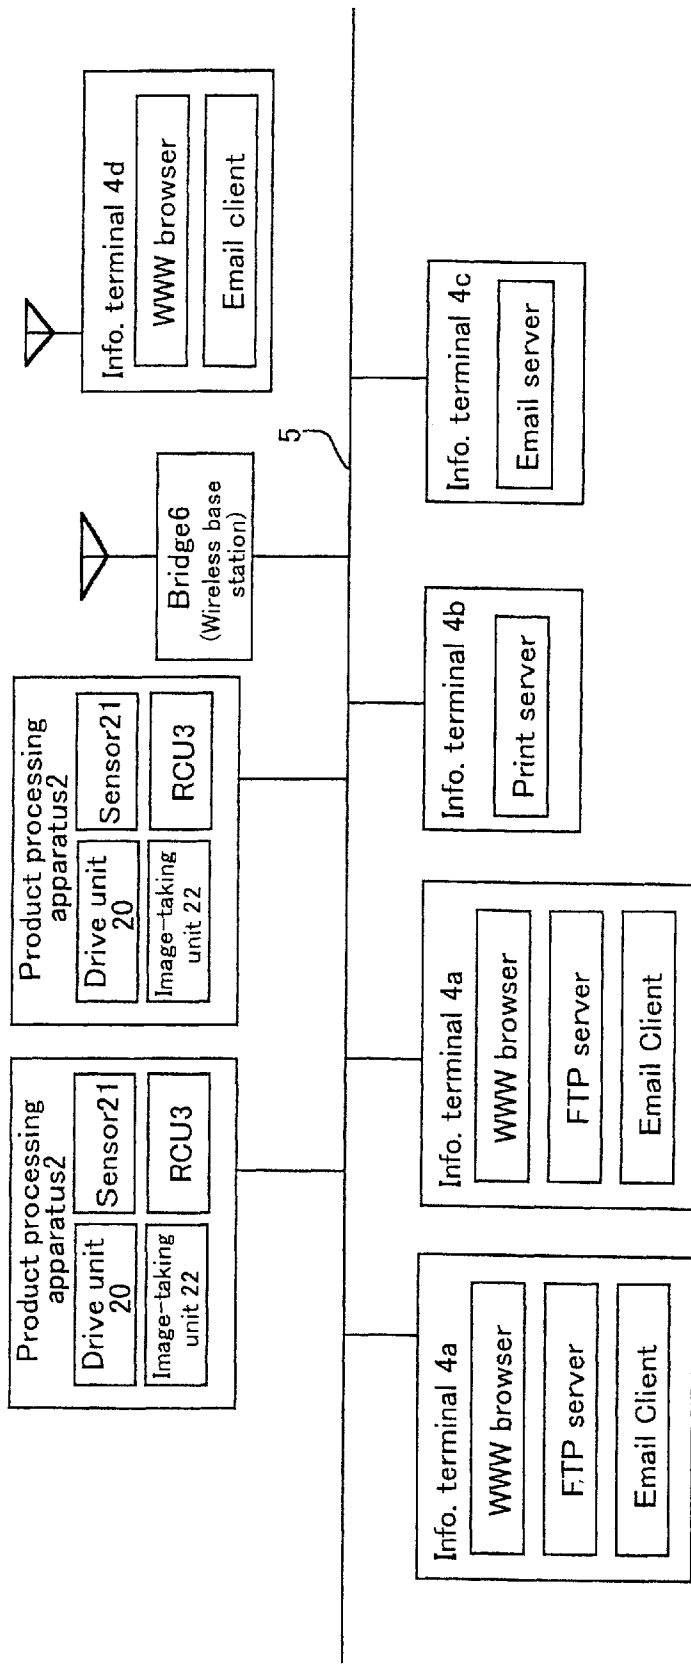 Product processing
apparatus2
Drive unit
20
Sensor21
Image-taking
unit 22
RCU3
Product processing
apparatus2
Drive unit
20
Sensor21
Image-taking
unit 22
RCU3
Bridge6
(Wireless base
station)
Info. terminal 4d
WWW browser
Email client
5
Info. terminal 4a
WWW browser
FTP server
Email Client
Info. terminal 4a
WWW browser
FTP server
Email Client
Info. terminal 4b
Print server
Info. terminal 4c
Email server